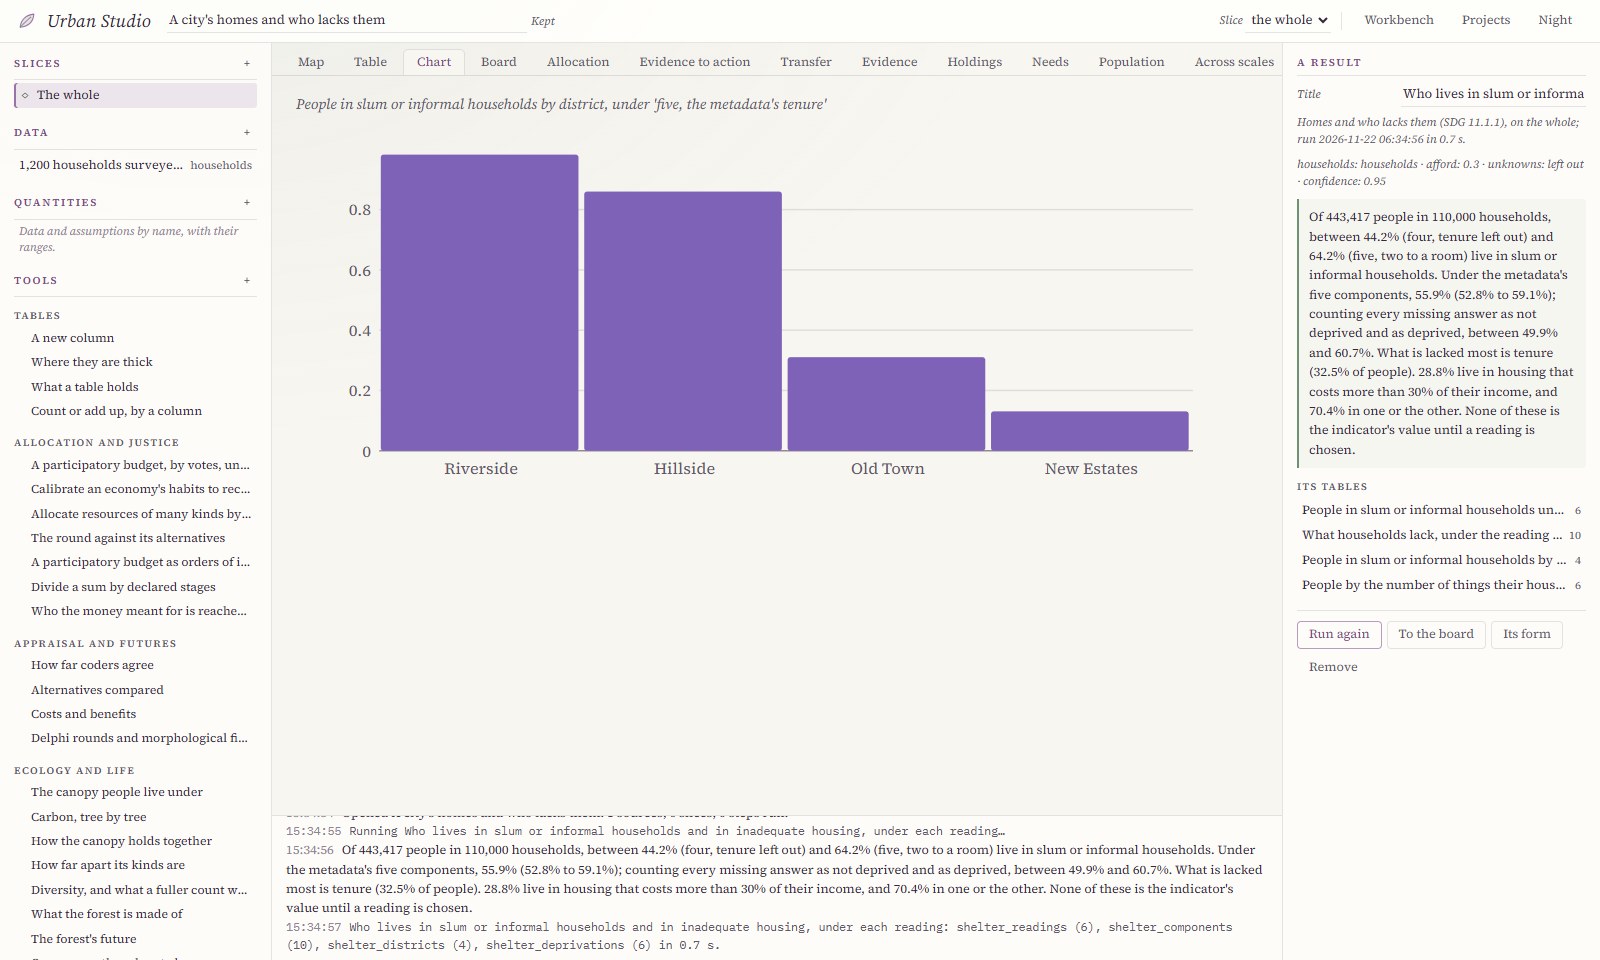 Urban Studio
A city's homes and who lacks them
Kept
Slice the whole
Workbench
Projects
Night
SLICES +
The whole
DATA +
1,200 households surveye... households
QUANTITIES +
Data and assumptions by name, with their
ranges.
TOOLS +
TABLES
A new column
Where they are thick
What a table holds
Count or add up, by a column
ALLOCATION AND JUSTICE
A participatory budget, by votes, un...
Calibrate an economy's habits to rec...
Allocate resources of many kinds by...
The round against its alternatives
A participatory budget as orders of i...
Divide a sum by declared stages
Who the money meant for is reache...
APPRAISAL AND FUTURES
How far coders agree
Alternatives compared
Costs and benefits
Delphi rounds and morphological fi...
ECOLOGY AND LIFE
The canopy people live under
Carbon, tree by tree
How the canopy holds together
How far apart its kinds are
Diversity, and what a fuller count w...
What the forest is made of
The forest's future
Map Table Chart Board Allocation Evidence to action Transfer Evidence Holdings Needs Population Across scales
People in slum or informal households by district, under 'five, the metadata's tenure'
0.8
0.6
0.4
0.2
0
Riverside Hillside Old Town New Estates
15:34:55 Running Who lives in slum or informal households and in inadequate housing, under each reading…
15:34:56 Of 443,417 people in 110,000 households, between 44.2% (four, tenure left out) and 64.2% (five, two to a room) live in slum or informal households. Under
the metadata's five components, 55.9% (52.8% to 59.1%); counting every missing answer as not deprived and as deprived, between 49.9% and 60.7%. What is lacked
most is tenure (32.5% of people). 28.8% live in housing that costs more than 30% of their income, and 70.4% in one or the other. None of these is the indicator's
value until a reading is chosen.
15:34:57 Who lives in slum or informal households and in inadequate housing, under each reading: shelter_readings (6), shelter_components
(10), shelter_districts (4), shelter_deprivations (6) in 0.7 s.
A RESULT
Title Who lives in slum or informa
Homes and who lacks them (SDG 11.1.1), on the whole;
run 2026-11-22 06:34:56 in 0.7 s.
households: households · afford: 0.3 · unknowns: left out
· confidence: 0.95
Of 443,417 people in 110,000 households,
between 44.2% (four, tenure left out) and
64.2% (five, two to a room) live in slum or
informal households. Under the metadata's
five components, 55.9% (52.8% to 59.1%);
counting every missing answer as not
deprived and as deprived, between 49.9%
and 60.7%. What is lacked most is tenure
(32.5% of people). 28.8% live in housing that
costs more than 30% of their income, and
70.4% in one or the other. None of these is
the indicator's value until a reading is
chosen.
ITS TABLES
People in slum or informal households un... 6
What households lack, under the reading ... 10
People in slum or informal households by ... 4
People by the number of things their hous... 6
Run again
To the board
Its form
Remove